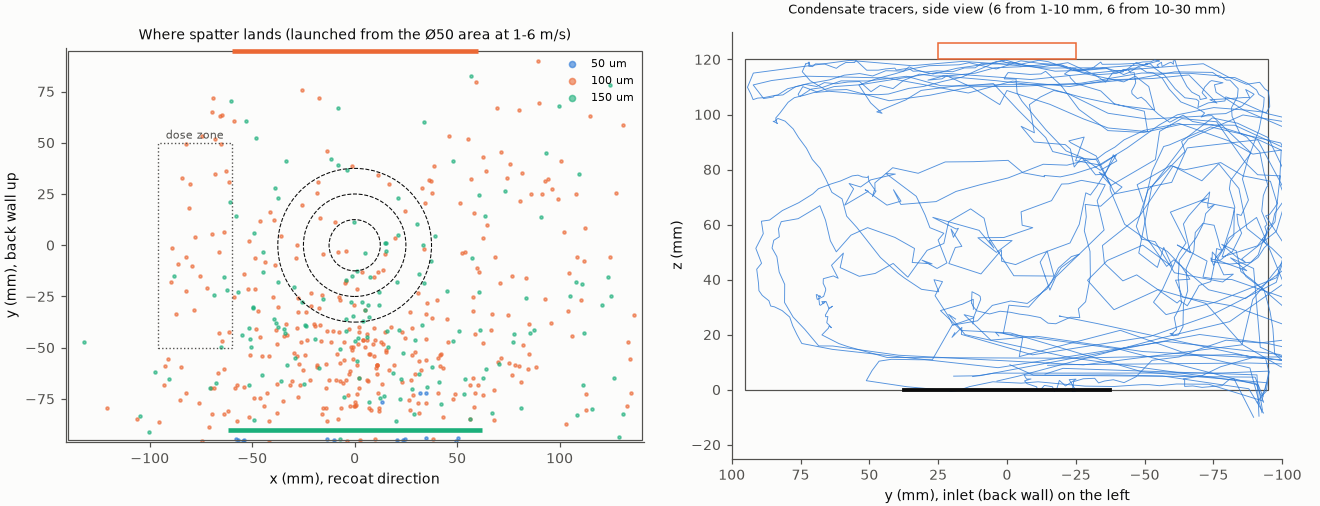 Where spatter lands (launched from the Ø50 area at 1-6 m/s)
50 um
100 um
150 um
dose zone
75
50
25
0
−25
−50
−75
−100
−50
0
50
100
x (mm), recoat direction
y (mm), back wall up
Condensate tracers, side view (6 from 1-10 mm, 6 from 10-30 mm)
120
100
80
60
40
20
0
−20
100
75
50
25
0
−25
−50
−75
−100
y (mm), inlet (back wall) on the left
z (mm)